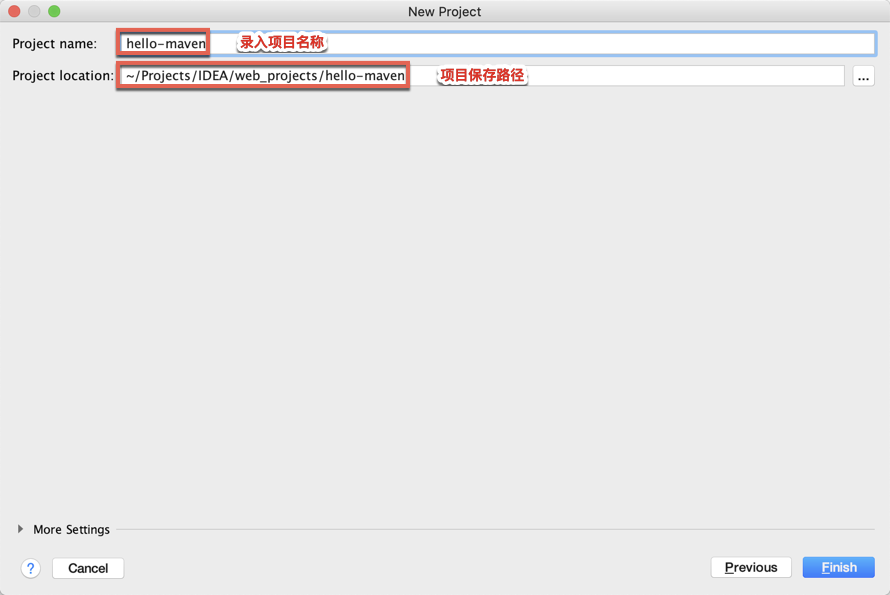 New Project
Project name: hello-maven 录入项目名称
Project location: ~/Projects/IDEA/web_projects/hello-maven 项目保存路径 ...
More Settings
? Cancel Previous Finish